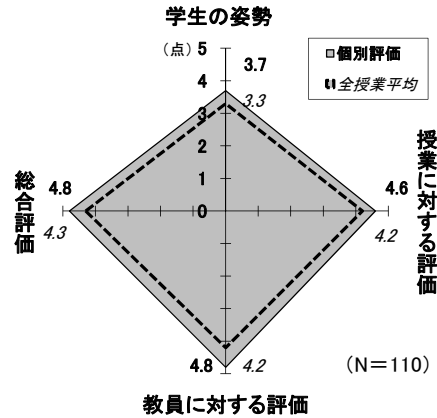 学生の姿勢
（点）
5
4
3
2
1
0
3.7
3.3
個別評価
全授業平均
授業に対する評価
4.6
4.2
総合評価
4.8
4.3
4.8
4.2
（N＝110）
教員に対する評価